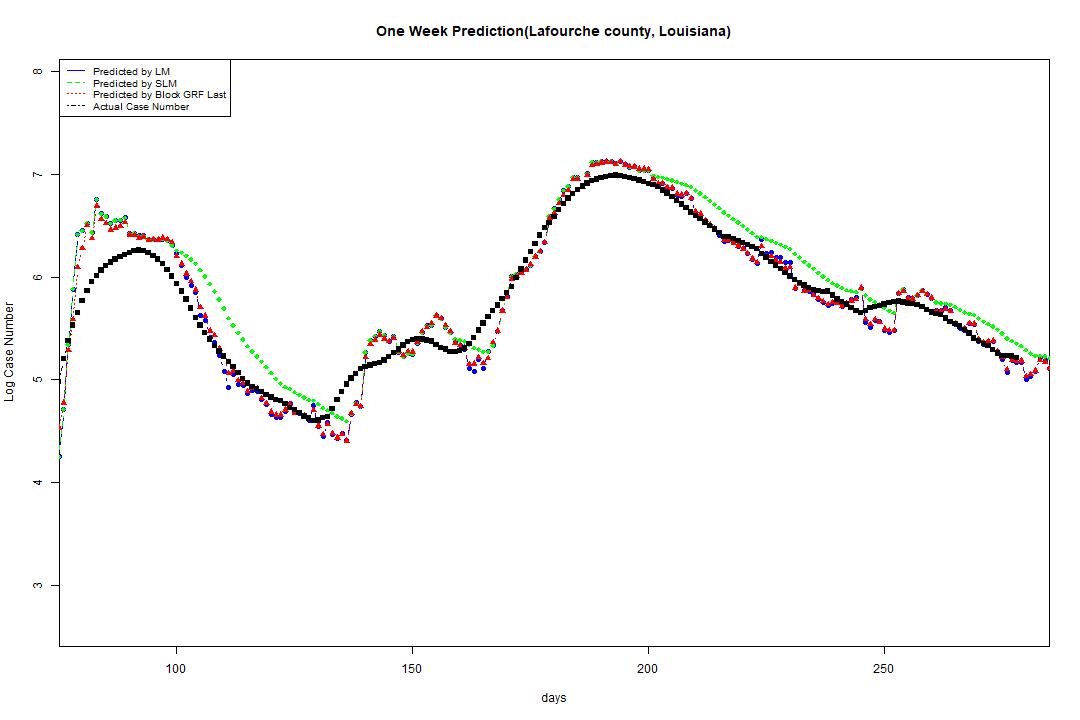 One Week Prediction(Lafourche county, Louisiana)
Predicted by LM
Predicted by SLM
Predicted by Block GRF Last
Actual Case Number
8
7
6
5
4
3
Log Case Number
100 150 200 250
days